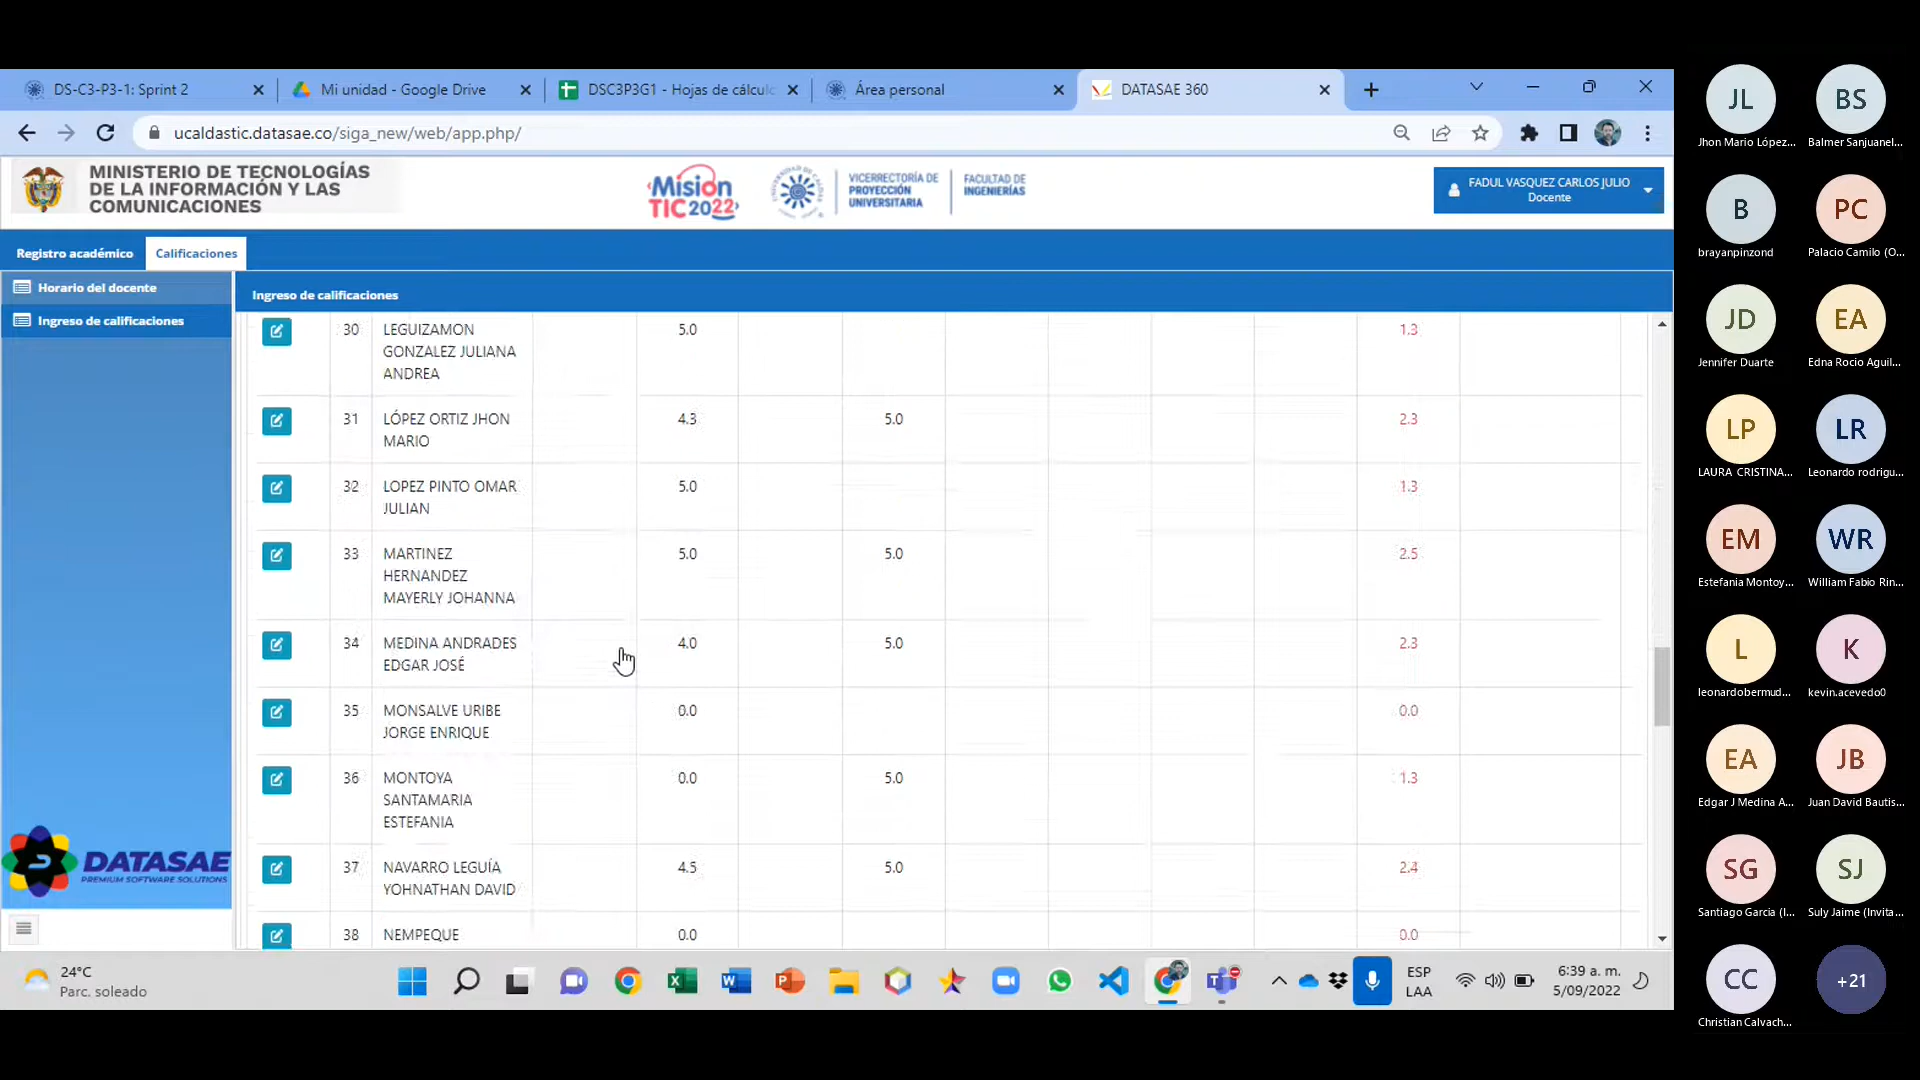 DS-C3-P3-1: Sprint 2
Mi unidad - Google Drive
DSC3P3G1 - Hojas de cálculo
Área personal
DATASAE 360
ucaldastic.datasae.co/siga_new/web/app.php/
MINISTERIO DE TECNOLOGÍAS
DE LA INFORMACIÓN Y LAS
COMUNICACIONES
Misión
TIC 2022
UNIVERSIDAD DE CALDAS
VICERRECTORÍA DE
PROYECCIÓN
UNIVERSITARIA
FACULTAD DE
INGENIERÍAS
FADUL VASQUEZ CARLOS JULIO
Docente
Registro académico
Calificaciones
Horario del docente
Ingreso de calificaciones
Ingreso de calificaciones
30 LEGUIZAMON 5.0 1.3
GONZALEZ JULIANA
ANDREA
31 LÓPEZ ORTIZ JHON 4.3 5.0 2.3
MARIO
32 LOPEZ PINTO OMAR 5.0 1.3
JULIAN
33 MARTINEZ 5.0 5.0 2.5
HERNANDEZ
MAYERLY JOHANNA
34 MEDINA ANDRADES 4.0 5.0 2.3
EDGAR JOSÉ
35 MONSALVE URIBE 0.0 0.0
JORGE ENRIQUE
36 MONTOYA 0.0 5.0 1.3
SANTAMARIA
ESTEFANIA
37 NAVARRO LEGUÍA 4.5 5.0 2.4
YOHNATHAN DAVID
38 NEMPEQUE 0.0 0.0
DATASAE
PREMIUM SOFTWARE SOLUTIONS
24°C
Parc. soleado
ESP
LAA
6:39 a. m.
5/09/2022
JL
Jhon Mario López...
BS
Balmer Sanjuanel...
B
brayanpinzond
PC
Palacio Camilo (O...
JD
Jennifer Duarte
EA
Edna Rocio Aguil...
LP
LAURA CRISTINA...
LR
Leonardo rodrigu...
EM
Estefania Montoy...
WR
William Fabio Rin...
L
leonardobermud...
K
kevin.acevedo0
EA
Edgar J Medina A...
JB
Juan David Bautis...
SG
Santiago Garcia (I...
SJ
Suly Jaime (Invita...
CC
Christian Calvach...
+21